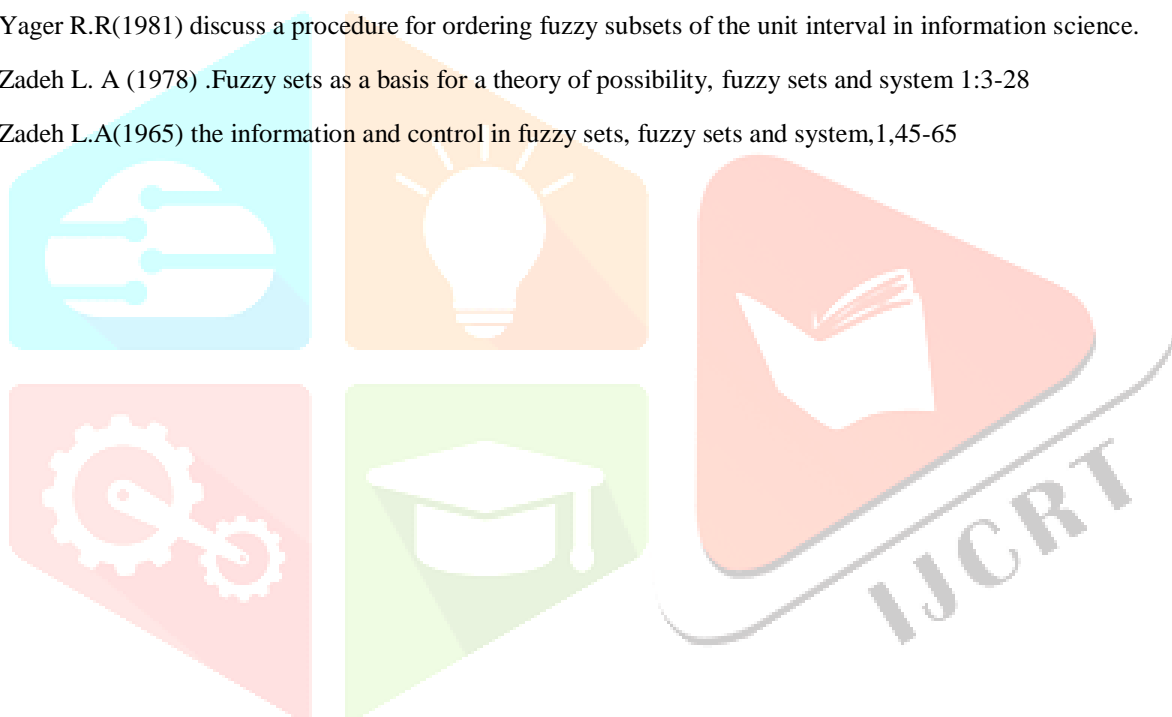 Yager R.R(1981) discuss a procedure for ordering fuzzy subsets of the unit interval in information science.
Zadeh L. A (1978) .Fuzzy sets as a basis for a theory of possibility, fuzzy sets and system 1:3-28
Zadeh L.A(1965) the information and control in fuzzy sets, fuzzy sets and system,1,45-65
IJCRT